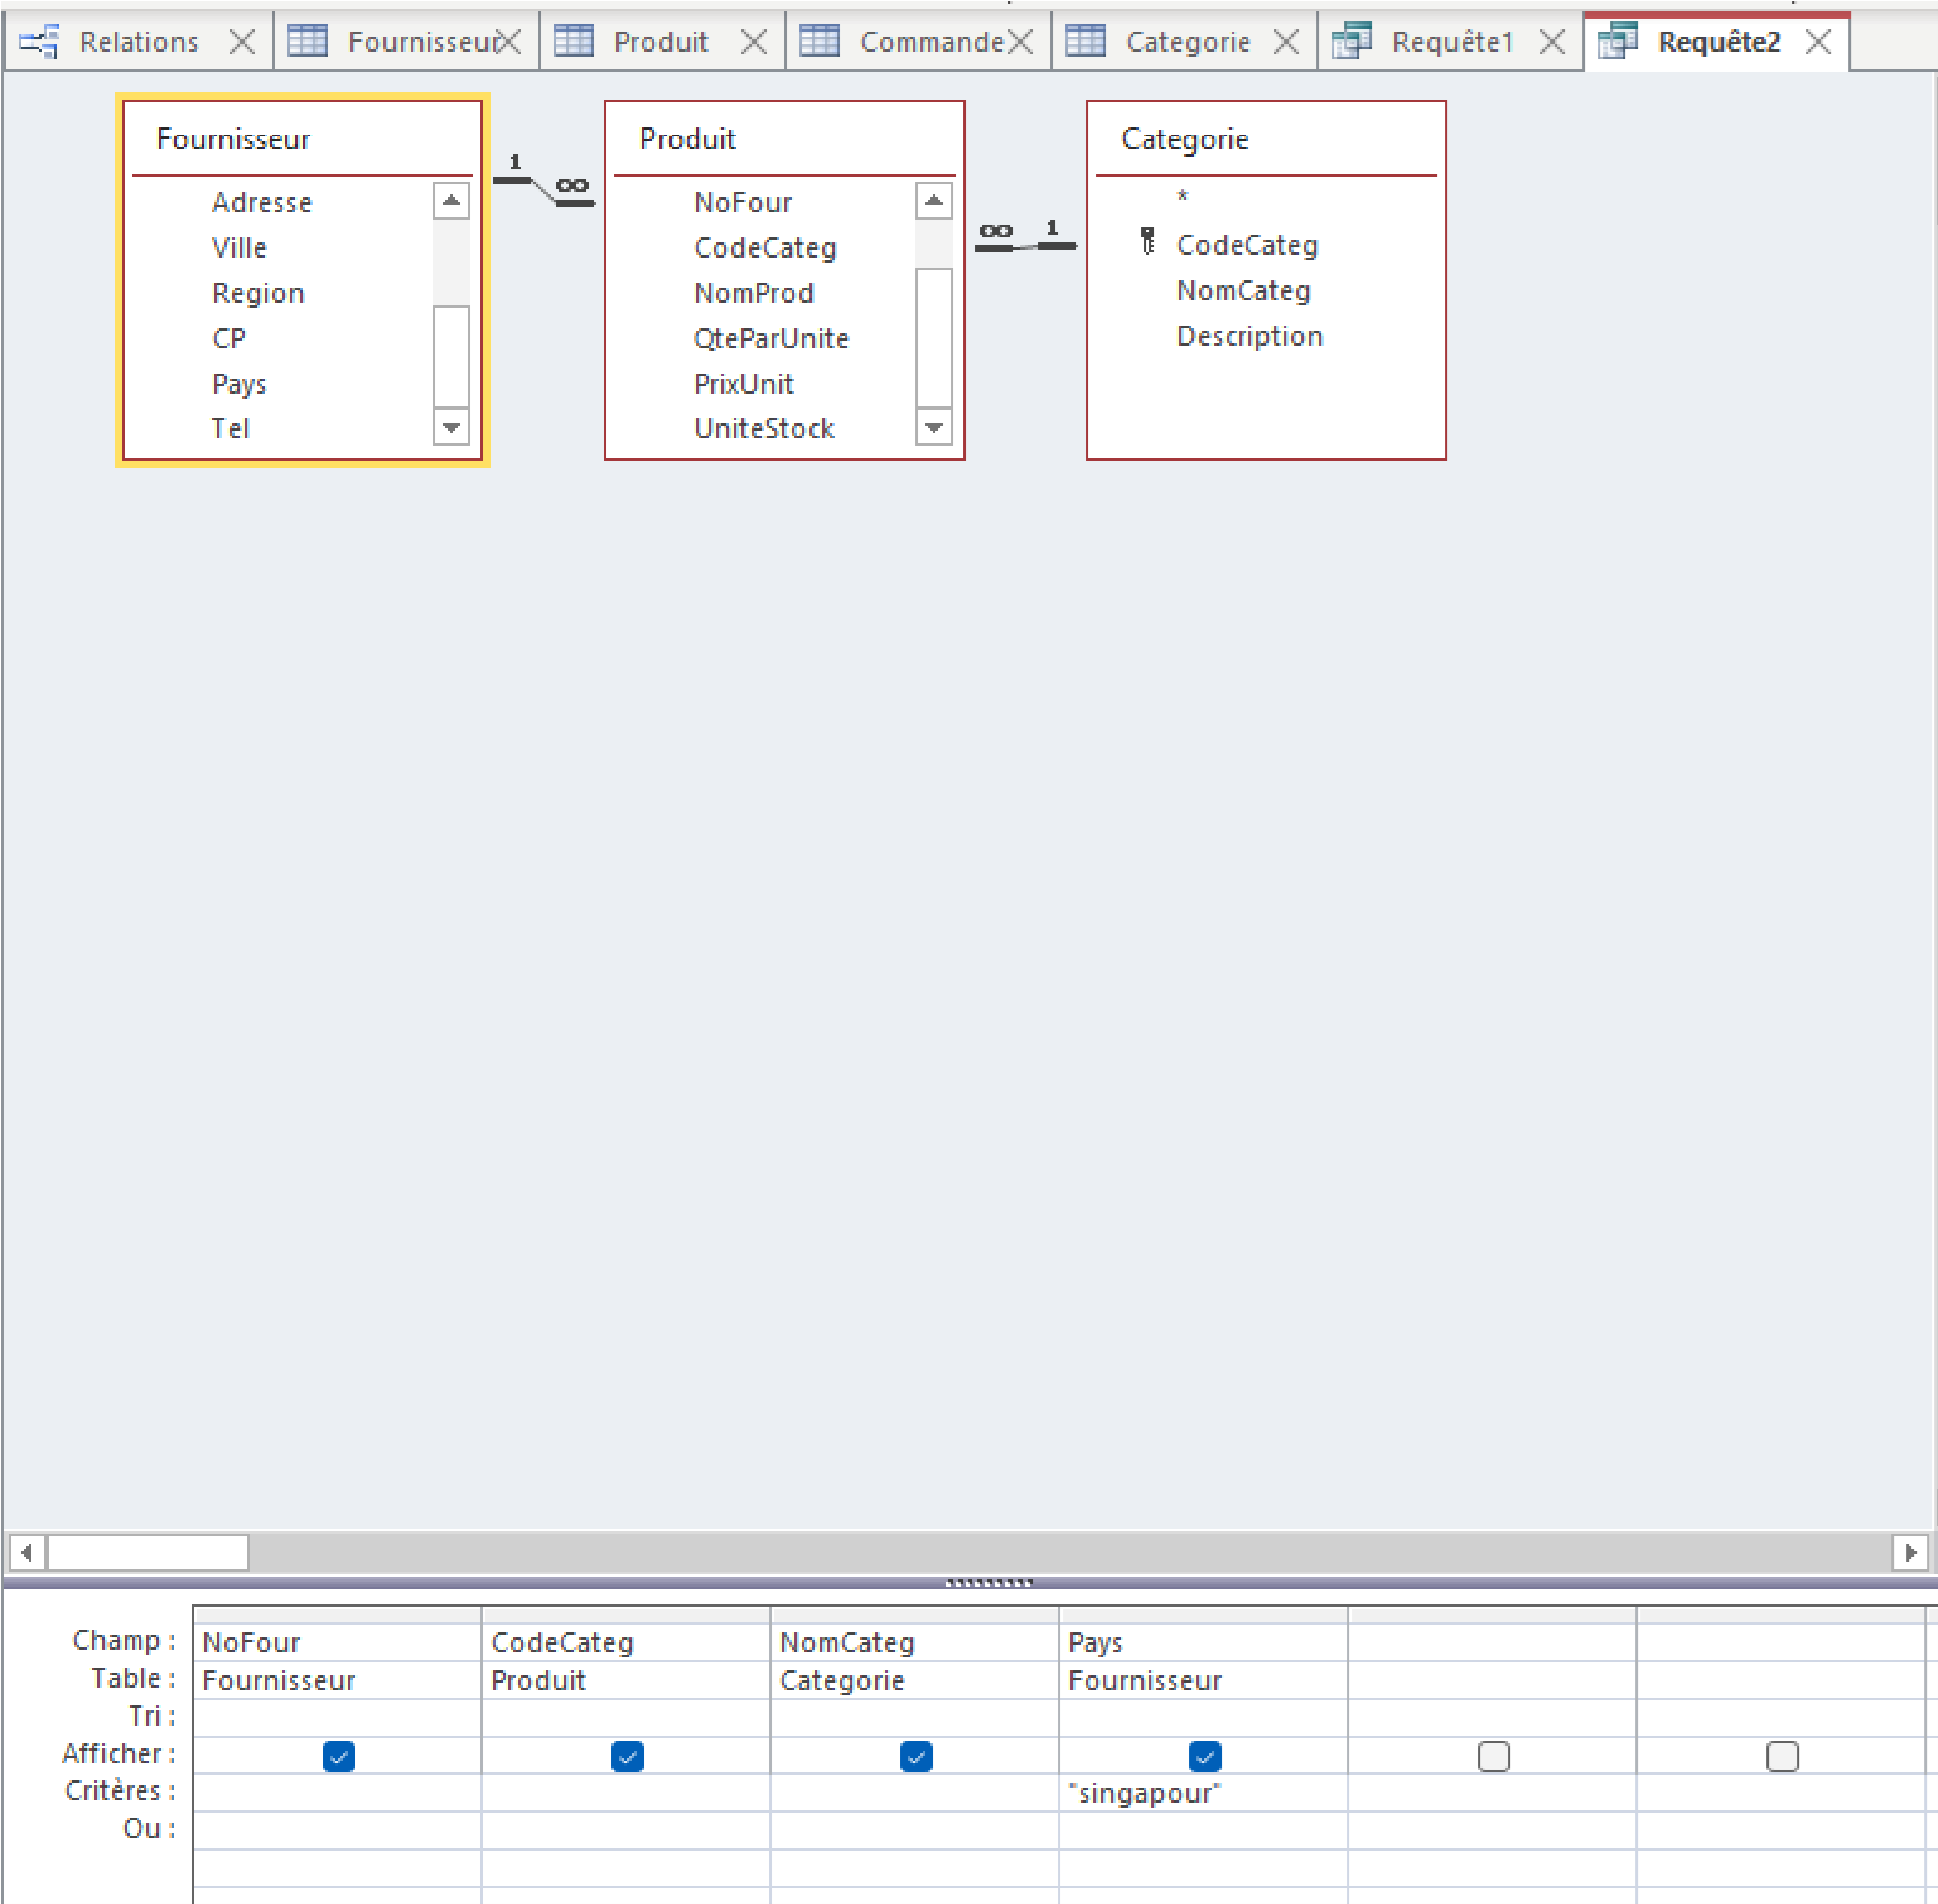 Relations Fournisseur Produit Commande Categorie Requête1 Requête2
Fournisseur
Adresse
Ville
Region
CP
Pays
Tel
1 ∞
Produit
NoFour
CodeCateg
NomProd
QteParUnite
PrixUnit
UniteStock
∞ 1
Categorie
*
CodeCateg
NomCateg
Description
Champ : NoFour CodeCateg NomCateg Pays
Table : Fournisseur Produit Categorie Fournisseur
Tri :
Afficher :
Critères : "singapour"
Ou :